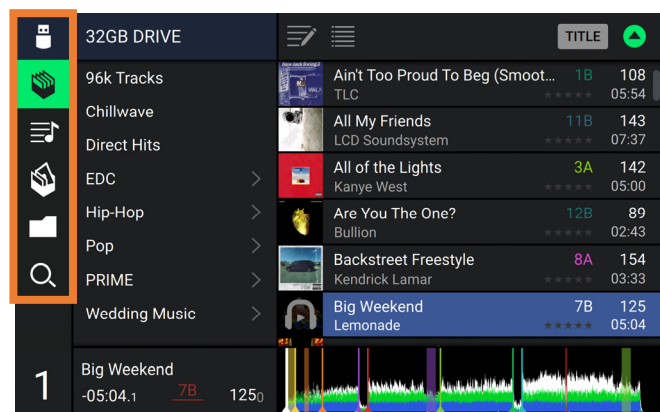 32GB DRIVE
TITLE
96k Tracks
Chillwave
Direct Hits
EDC
Hip-Hop
Pop
PRIME
Wedding Music
Ain't Too Proud To Beg (Smoot... 1B 108
TLC 05:54
All My Friends 11B 143
LCD Soundsystem 07:37
All of the Lights 3A 142
Kanye West 05:00
Are You The One? 12B 89
Bullion 02:43
Backstreet Freestyle 8A 154
Kendrick Lamar 03:33
Big Weekend 7B 125
Lemonade 05:04
1
Big Weekend
-05:04.1 7B 1250